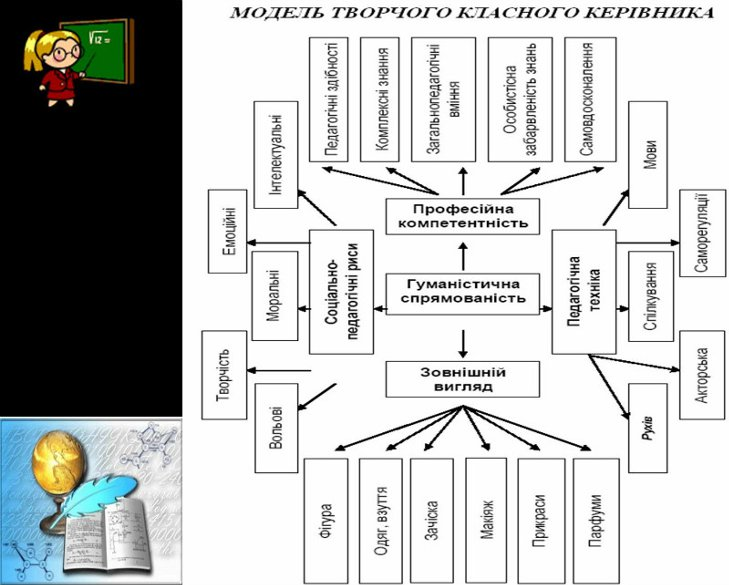 МОДЕЛЬ ТВОРЧОГО КЛАСНОГО КЕРІВНИКА
√12 =
Педагогічні здібності
Комплексні знання
Загальнопедагогічні
вміння
Особистісна
забарвленість знань
Самовдосконалення
Інтелектуальні
Мови
Емоційні
Саморегуляції
Професійна
компетентність
Соціально-
педагогічні риси
Гуманістична
спрямованість
Педагогічна
техніка
Моральні
Спілкування
Зовнішній
вигляд
Творчість
Акторська
Вольові
Рухів
Фігура
Одяг, взуття
Зачіска
Макіяж
Прикраси
Парфуми